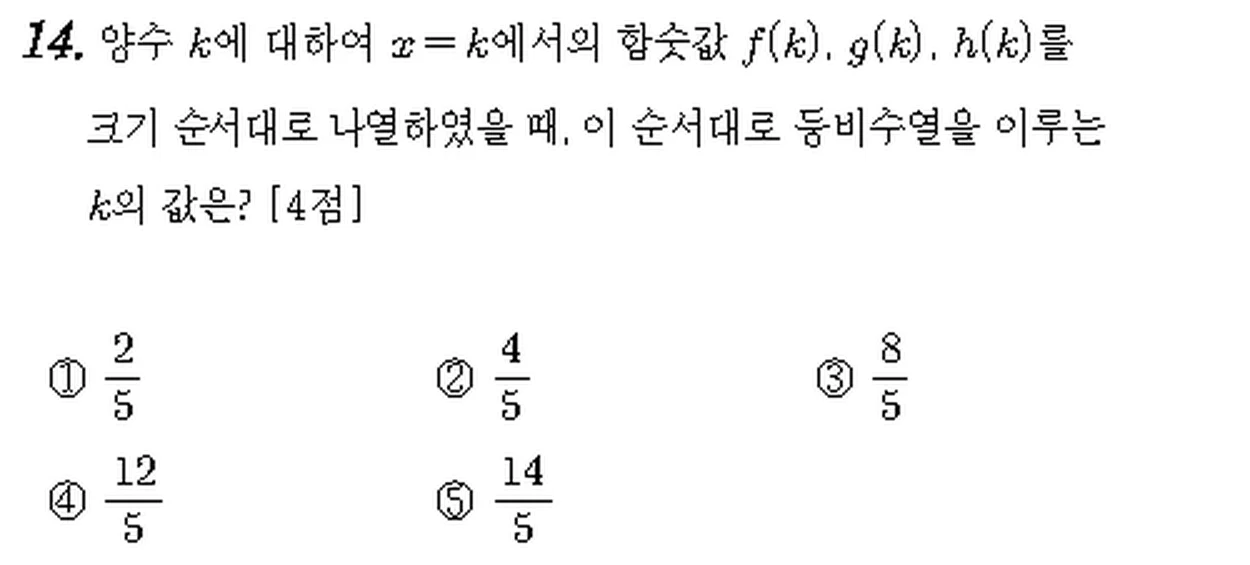 14. 양수 k에 대하여 x=k에서의 함숫값 f(k), g(k), h(k)를
크기 순서대로 나열하였을 때, 이 순서대로 등비수열을 이루는
k의 값은? [4점]
① 2/5 ② 4/5 ③ 8/5
④ 12/5 ⑤ 14/5